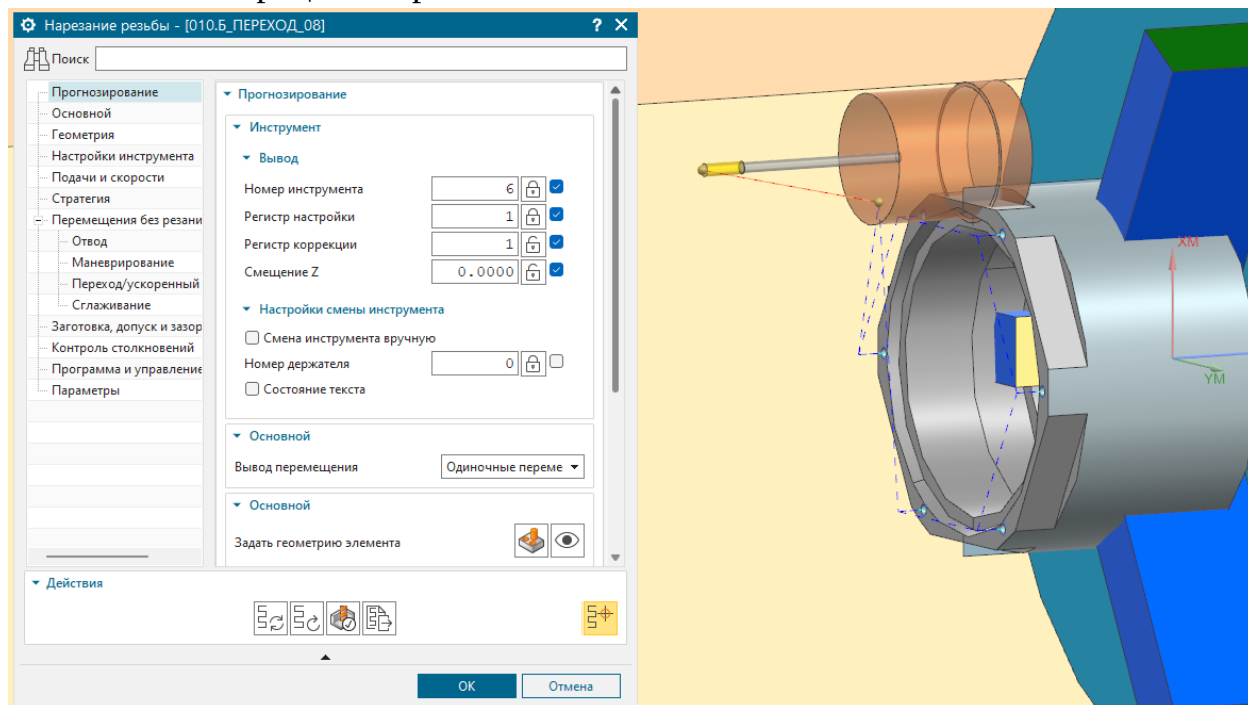 Нарезание резьбы - [010.Б_ПЕРЕХОД_08] ? X
Поиск
Прогнозирование
Основной
Геометрия
Настройки инструмента
Подачи и скорости
Стратегия
Перемещения без резани
Отвод
Маневрирование
Переход/ускоренный
Сглаживание
Заготовка, допуск и зазор
Контроль столкновений
Программа и управление
Параметры
Прогнозирование
Инструмент
Вывод
Номер инструмента 6
Регистр настройки 1
Регистр коррекции 1
Смещение Z 0.0000
Настройки смены инструмента
Смена инструмента вручную
Номер держателя 0
Состояние текста
Основной
Вывод перемещения Одиночные переме
Основной
Задать геометрию элемента
Действия
OK Отмена
XM
YM